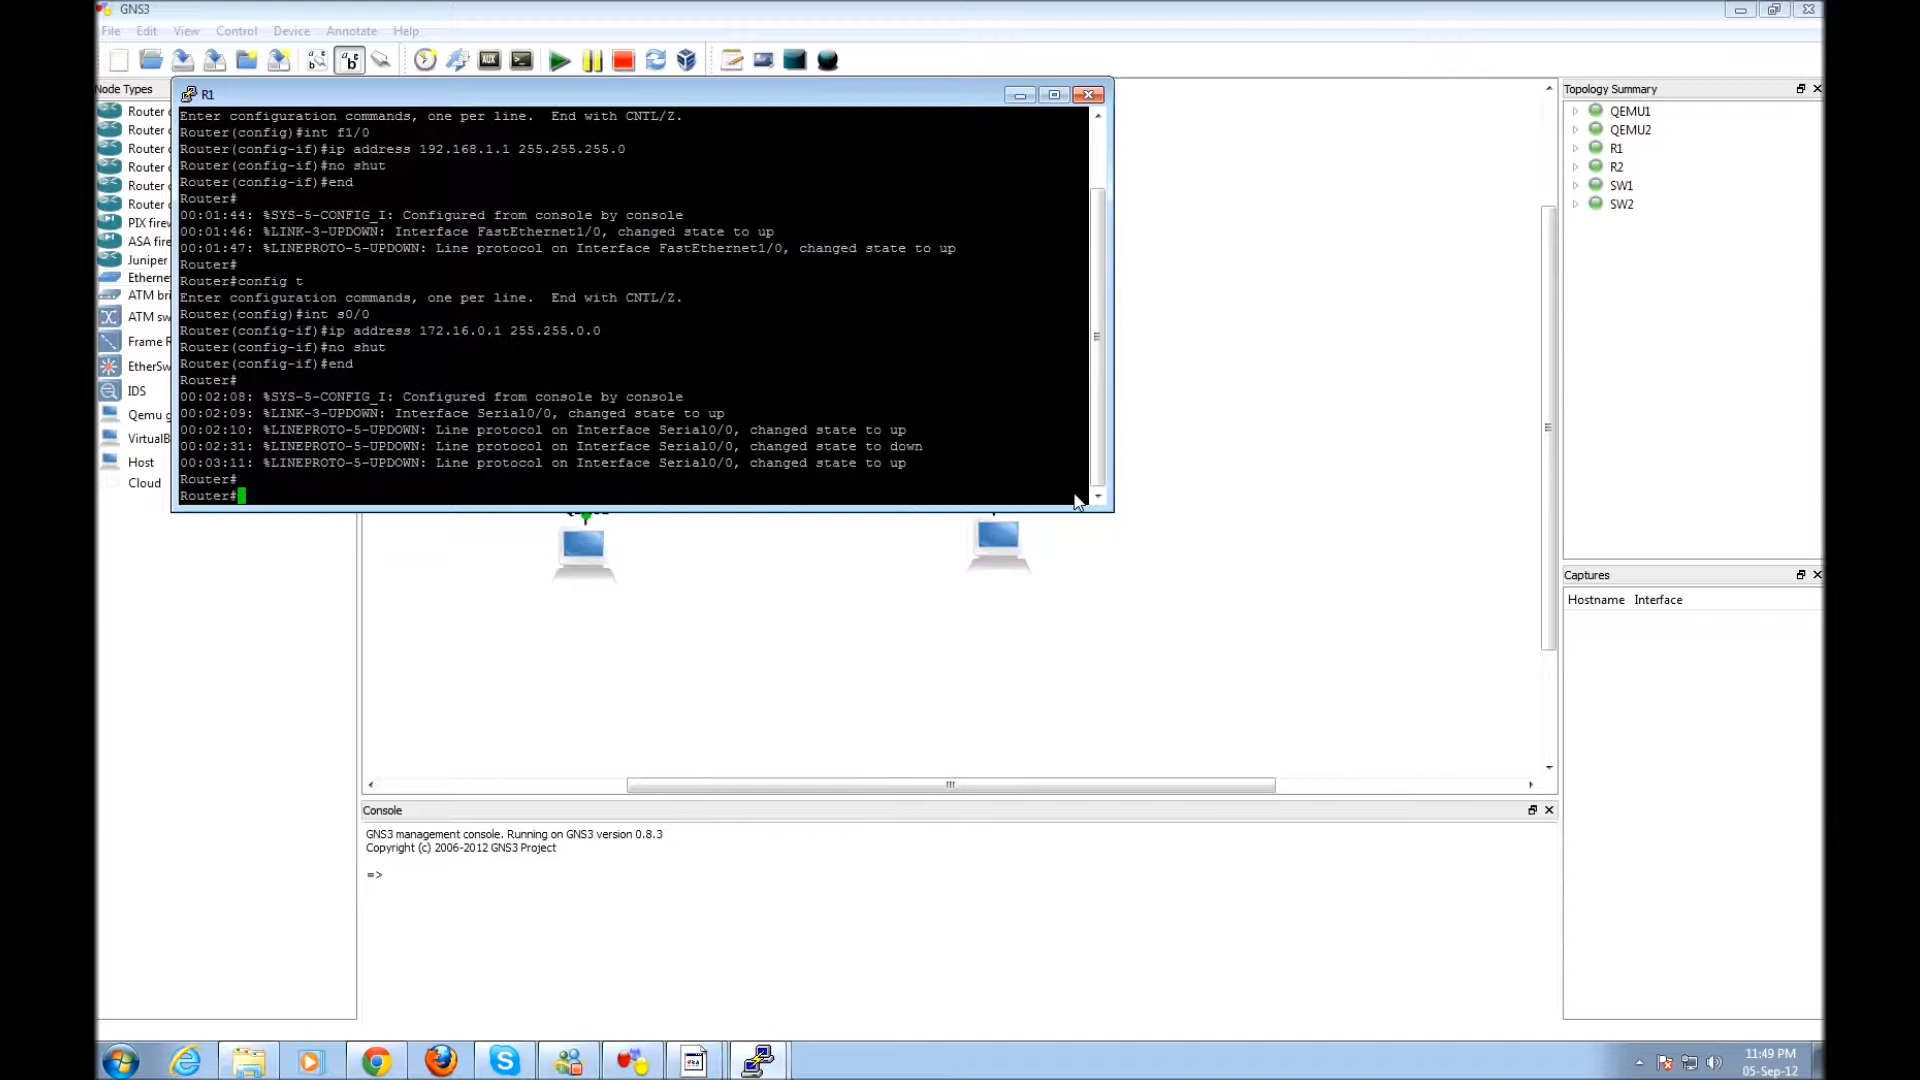 GNS3
File Edit View Control Device Annotate Help
Node Types
Router
Router
Router
Router
Router
Router
PIX
ASA
Juniper
ATM
ATM
Frame
IDS
Qemu
Host
Cloud
R1
Enter configuration commands, one per line.  End with CNTL/Z.
Router(config)#int f1/0
Router(config-if)#ip address 192.168.1.1 255.255.255.0
Router(config-if)#no shut
Router(config-if)#end
Router#
00:01:44: %SYS-5-CONFIG_I: Configured from console by console
00:01:46: %LINK-3-UPDOWN: Interface FastEthernet1/0, changed state to up
00:01:47: %LINEPROTO-5-UPDOWN: Line protocol on Interface FastEthernet1/0, changed state to up
Router#
Router#config t
Enter configuration commands, one per line.  End with CNTL/Z.
Router(config)#int s0/0
Router(config-if)#ip address 172.16.0.1 255.255.0.0
Router(config-if)#no shut
Router(config-if)#end
Router#
00:02:08: %SYS-5-CONFIG_I: Configured from console by console
00:02:09: %LINK-3-UPDOWN: Interface Serial0/0, changed state to up
00:02:10: %LINEPROTO-5-UPDOWN: Line protocol on Interface Serial0/0, changed state to up
00:02:31: %LINEPROTO-5-UPDOWN: Line protocol on Interface Serial0/0, changed state to down
00:03:11: %LINEPROTO-5-UPDOWN: Line protocol on Interface Serial0/0, changed state to up
Router#
Router#
Topology Summary
QEMU1
QEMU2
R1
R2
SW1
SW2
Captures
Hostname Interface
Console
GNS3 management console. Running on GNS3 version 0.8.3
Copyright (c) 2006-2012 GNS3 Project
=>
11:49 PM
05-Sep-12